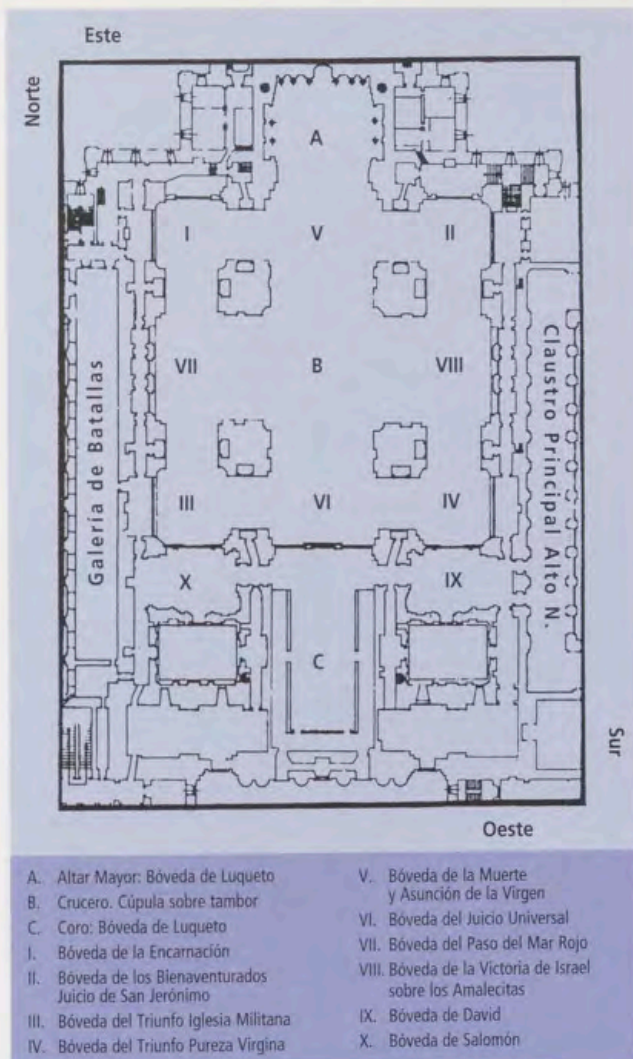 Este
Norte
A
I V II
VII B VIII
Galería de Batallas
Claustro Principal Alto N.
III VI IV
X IX
C
Sur
Oeste
A. Altar Mayor: Bóveda de Luqueto
B. Crucero. Cúpula sobre tambor
C. Coro: Bóveda de Luqueto
I. Bóveda de la Encarnación
II. Bóveda de los Bienaventurados
Juicio de San Jerónimo
III. Bóveda del Triunfo Iglesia Militana
IV. Bóveda del Triunfo Pureza Virgina
V. Bóveda de la Muerte
y Asunción de la Virgen
VI. Bóveda del Juicio Universal
VII. Bóveda del Paso del Mar Rojo
VIII. Bóveda de la Victoria de Israel
sobre los Amalecitas
IX. Bóveda de David
X. Bóveda de Salomón